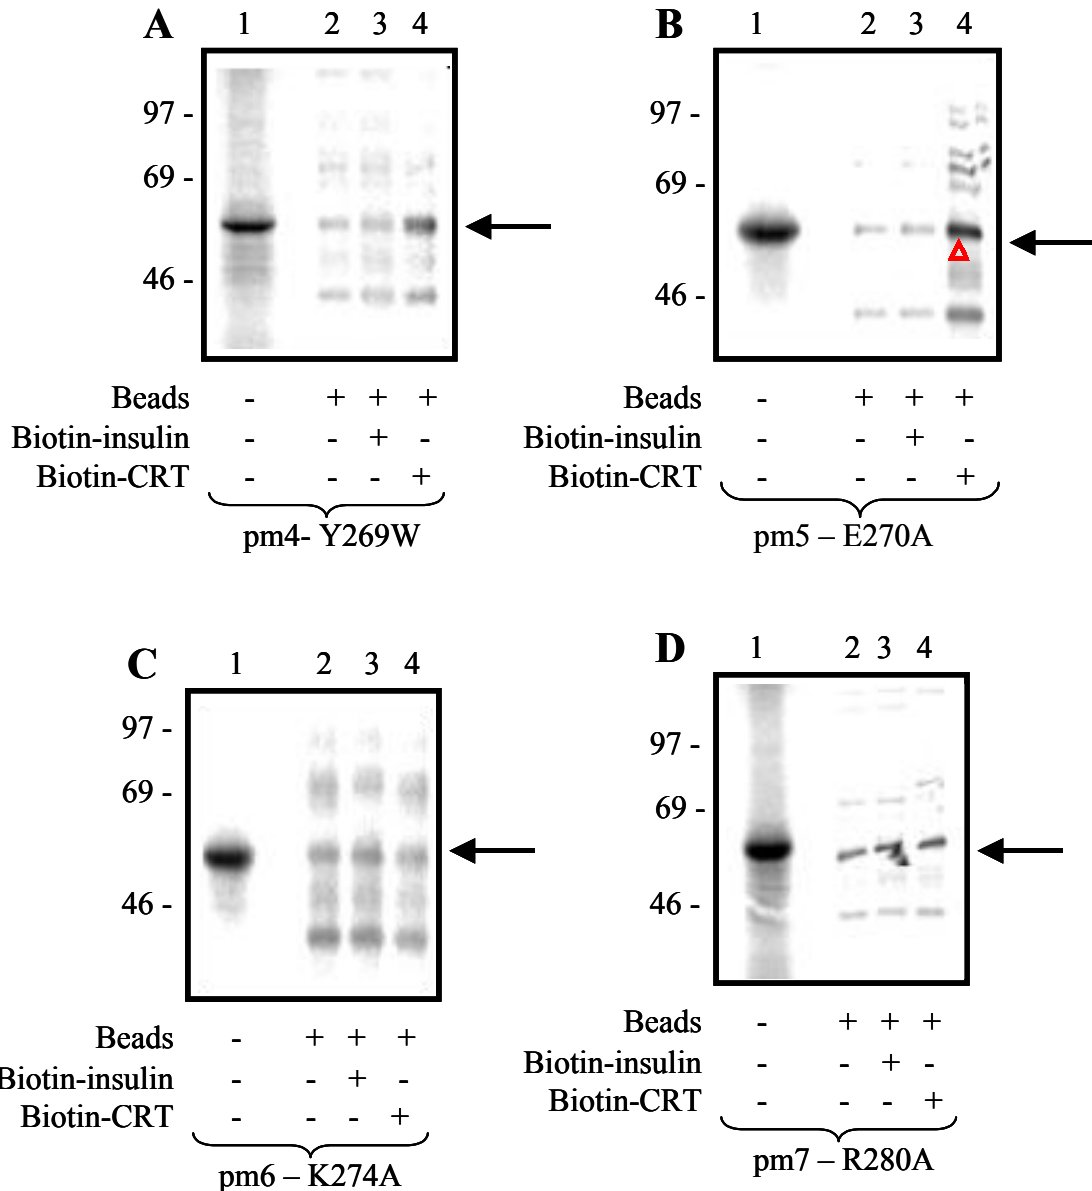 A 1 2 3 4
97 -
69 -
46 -
Beads - + + +
Biotin-insulin - - + -
Biotin-CRT - - - +
pm4- Y269W
B 1 2 3 4
97 -
69 -
46 -
Beads - + + +
Biotin-insulin - - + -
Biotin-CRT - - - +
pm5 – E270A
C 1 2 3 4
97 -
69 -
46 -
Beads - + + +
Biotin-insulin - - + -
Biotin-CRT - - - +
pm6 – K274A
D 1 2 3 4
97 -
69 -
46 -
Beads - + + +
Biotin-insulin - - + -
Biotin-CRT - - - +
pm7 – R280A